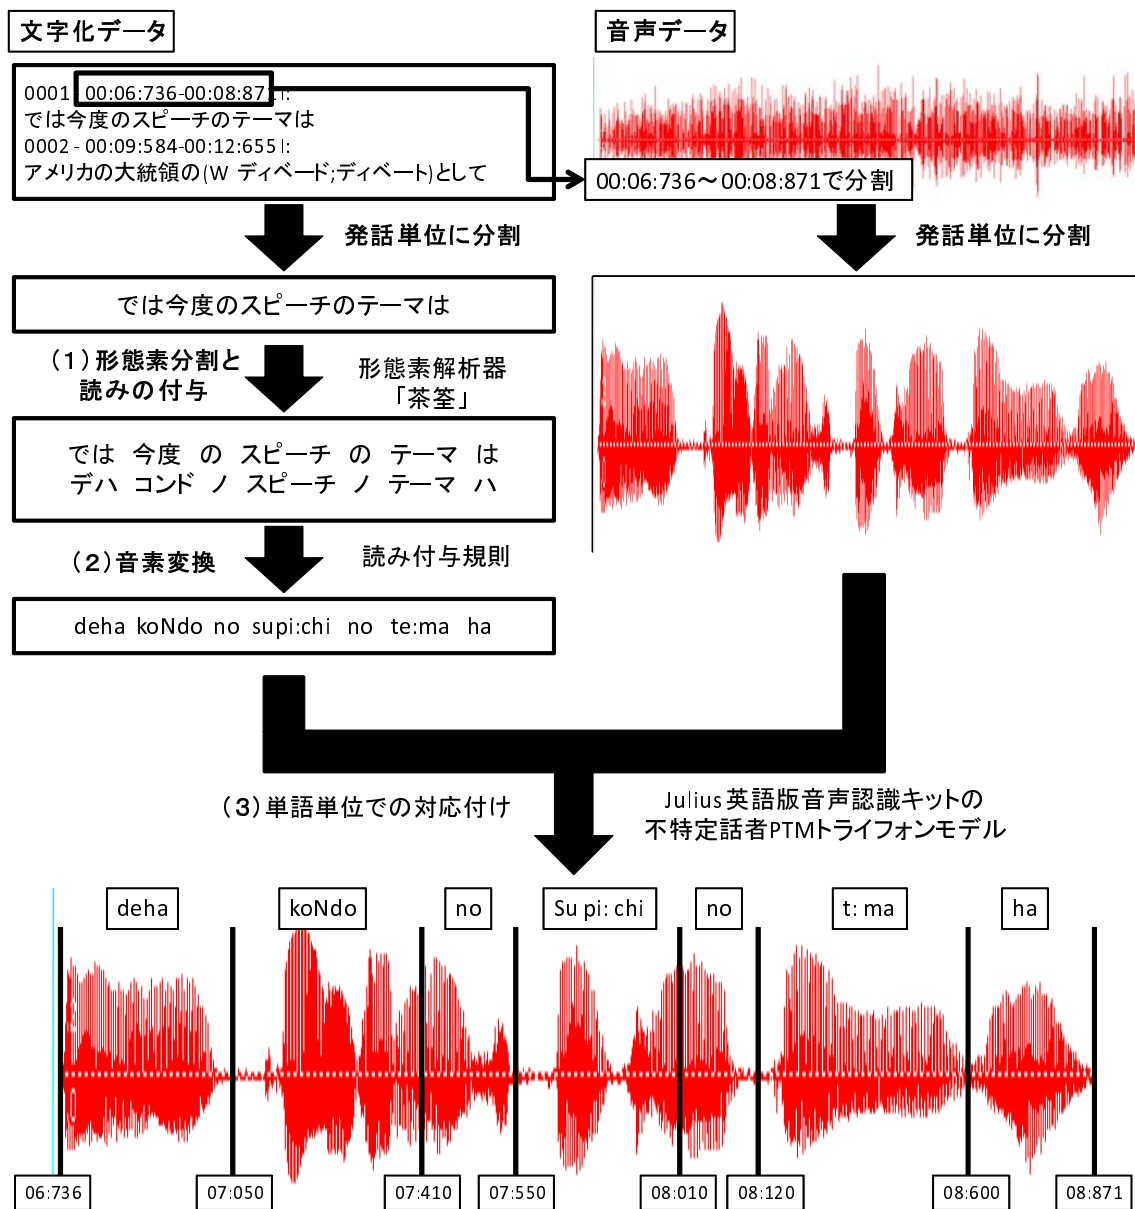 文字化データ
音声データ
0001 00:06:736-00:08:871 l:
では今度のスピーチのテーマは
0002 - 00:09:584-00:12:655 l:
アメリカの大統領の(W ディベード;ディベート)として
00:06:736～00:08:871で分割
発話単位に分割
発話単位に分割
では今度のスピーチのテーマは
(1)形態素分割と
読みの付与
形態素解析器
「茶筌」
では 今度 の スピーチ の テーマ は
デハ コンド ノ スピーチ ノ テーマ ハ
(2)音素変換
読み付与規則
deha koNdo no supi:chi no te:ma ha
(3)単語単位での対応付け
Julius英語版音声認識キットの
不特定話者PTMトライフォンモデル
deha koNdo no Su pi: chi no t: ma ha
06:736 07:050 07:410 07:550 08:010 08:120 08:600 08:871